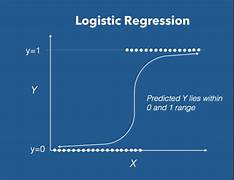 Logistic Regression
y=1
Y
Predicted Y lies within
0 and 1 range
y=0
X